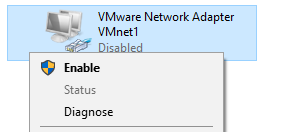 VMware Network Adapter
VMnet1
Disabled
Enable
Status
Diagnose